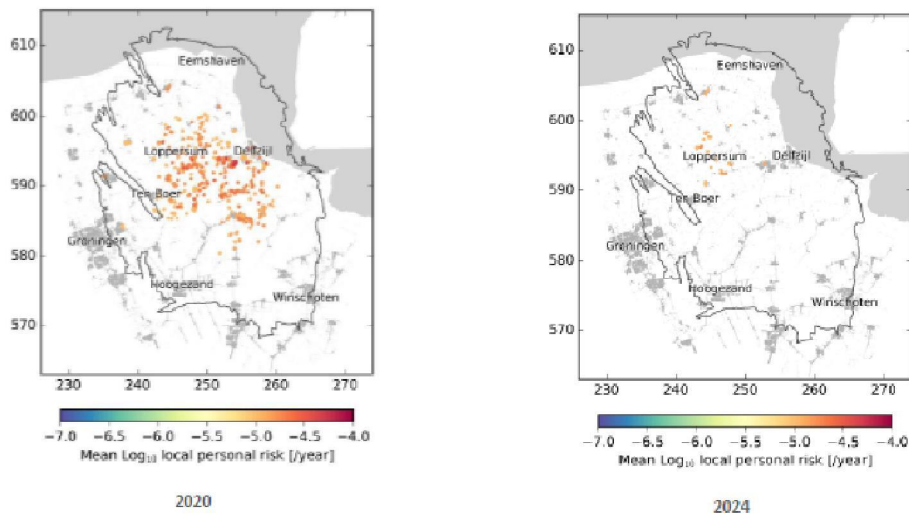 615
610
600
590
580
570
230 240 250 260 270
Eemshaven
Loppersum
Delfzijl
Ten Boer
Groningen
Hoogezand
Winschoten
−7.0 −6.5 −6.0 −5.5 −5.0 −4.5 −4.0
Mean Log₁₀ local personal risk [/year]
2020
615
610
600
590
580
570
230 240 250 260 270
Eemshaven
Loppersum
Delfzijl
Ten Boer
Groningen
Hoogezand
Winschoten
−7.0 −6.5 −6.0 −5.5 −5.0 −4.5 −4.0
Mean Log₁₀ local personal risk [/year]
2024